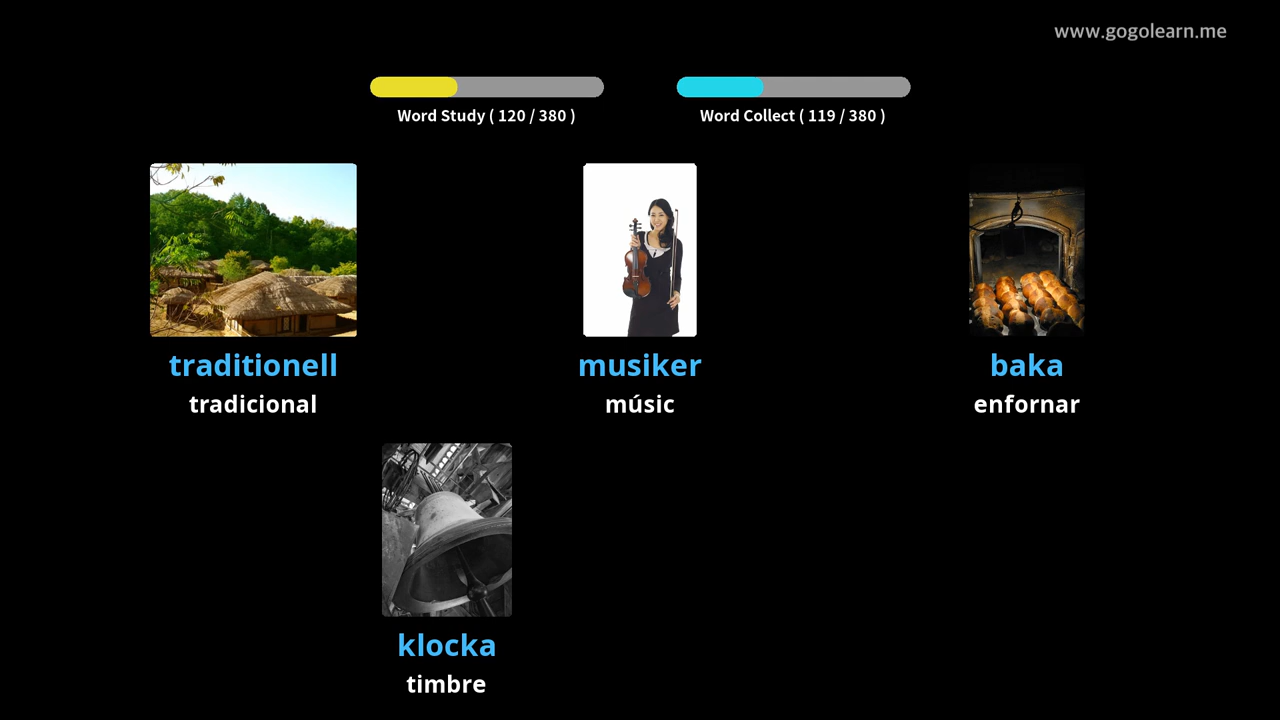 www.gogolearn.me
Word Study ( 120 / 380 )
Word Collect ( 119 / 380 )
traditionell
tradicional
musiker
músic
baka
enfornar
klocka
timbre